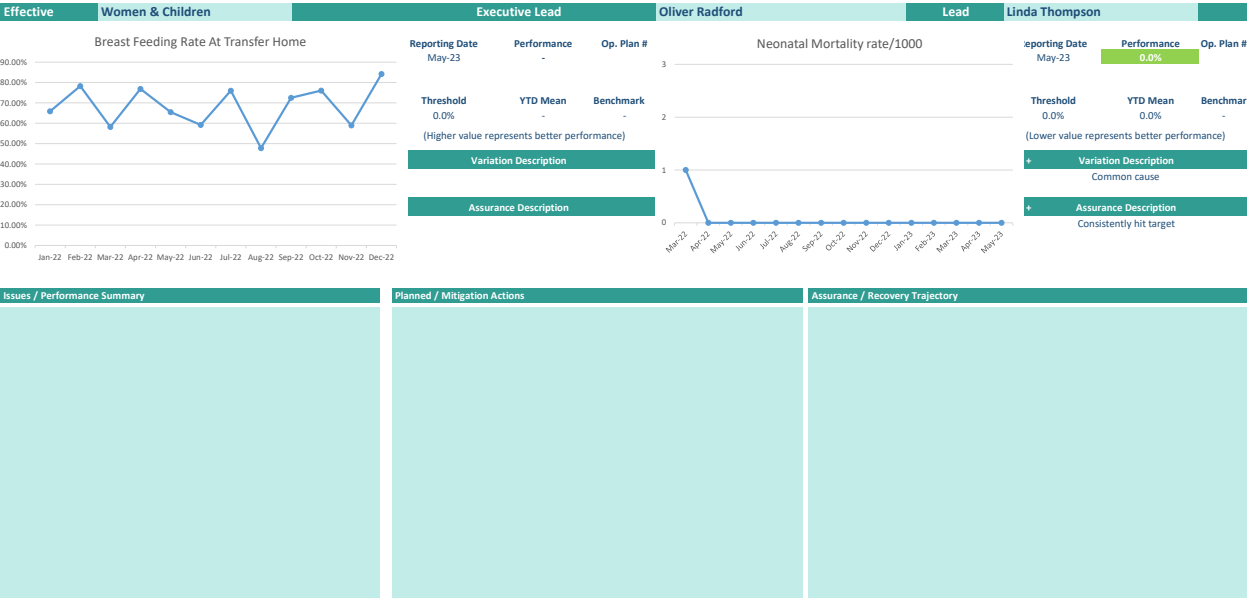 Effective Women & Children Executive Lead Oliver Radford Lead Linda Thompson
Breast Feeding Rate At Transfer Home
90.00%
80.00%
70.00%
60.00%
50.00%
40.00%
30.00%
20.00%
10.00%
0.00%
Jan-22 Feb-22 Mar-22 Apr-22 May-22 Jun-22 Jul-22 Aug-22 Sep-22 Oct-22 Nov-22 Dec-22
Reporting Date Performance Op. Plan #
May-23 -
Threshold YTD Mean Benchmark
0.0% - -
(Higher value represents better performance)
Variation Description
Assurance Description
Neonatal Mortality rate/1000
3
2
1
0
Mar-22 Apr-22 May-22 Jun-22 Jul-22 Aug-22 Sep-22 Oct-22 Nov-22 Dec-22 Jan-23 Feb-23 Mar-23 Apr-23 May-23
eporting Date Performance Op. Plan #
May-23 0.0%
Threshold YTD Mean Benchmar
0.0% 0.0% -
(Lower value represents better performance)
+ Variation Description
Common cause
+ Assurance Description
Consistently hit target
Issues / Performance Summary Planned / Mitigation Actions Assurance / Recovery Trajectory